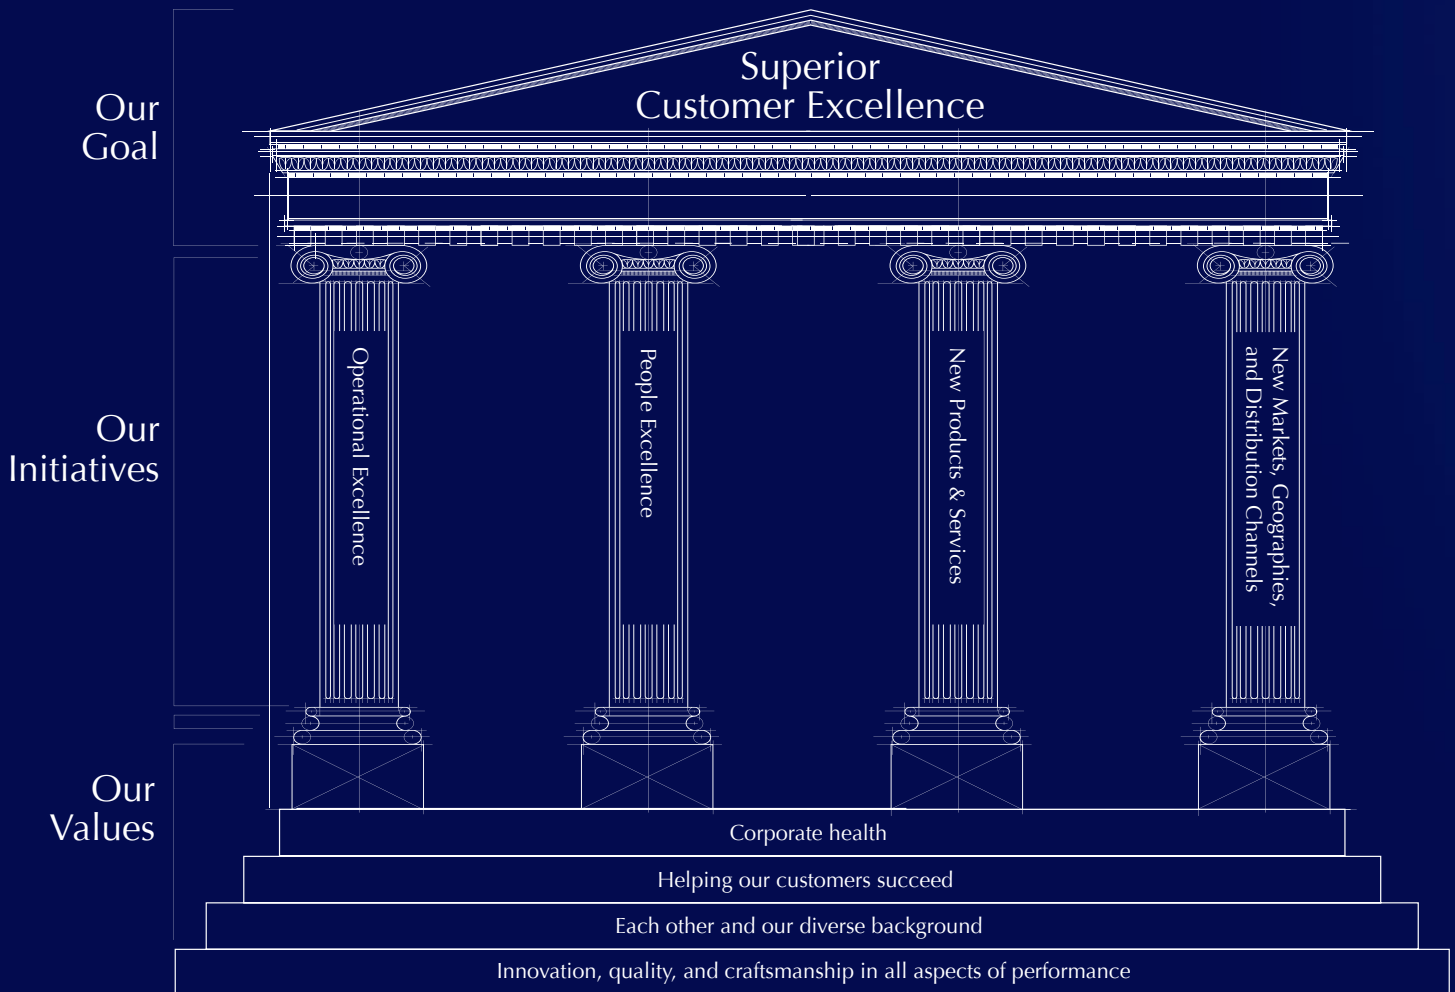 Our
Goal
Superior
Customer Excellence
Our
Initiatives
Operational Excellence
People Excellence
New Products & Services
New Markets, Geographies,
and Distribution Channels
Our
Values
Corporate health
Helping our customers succeed
Each other and our diverse background
Innovation, quality, and craftsmanship in all aspects of performance